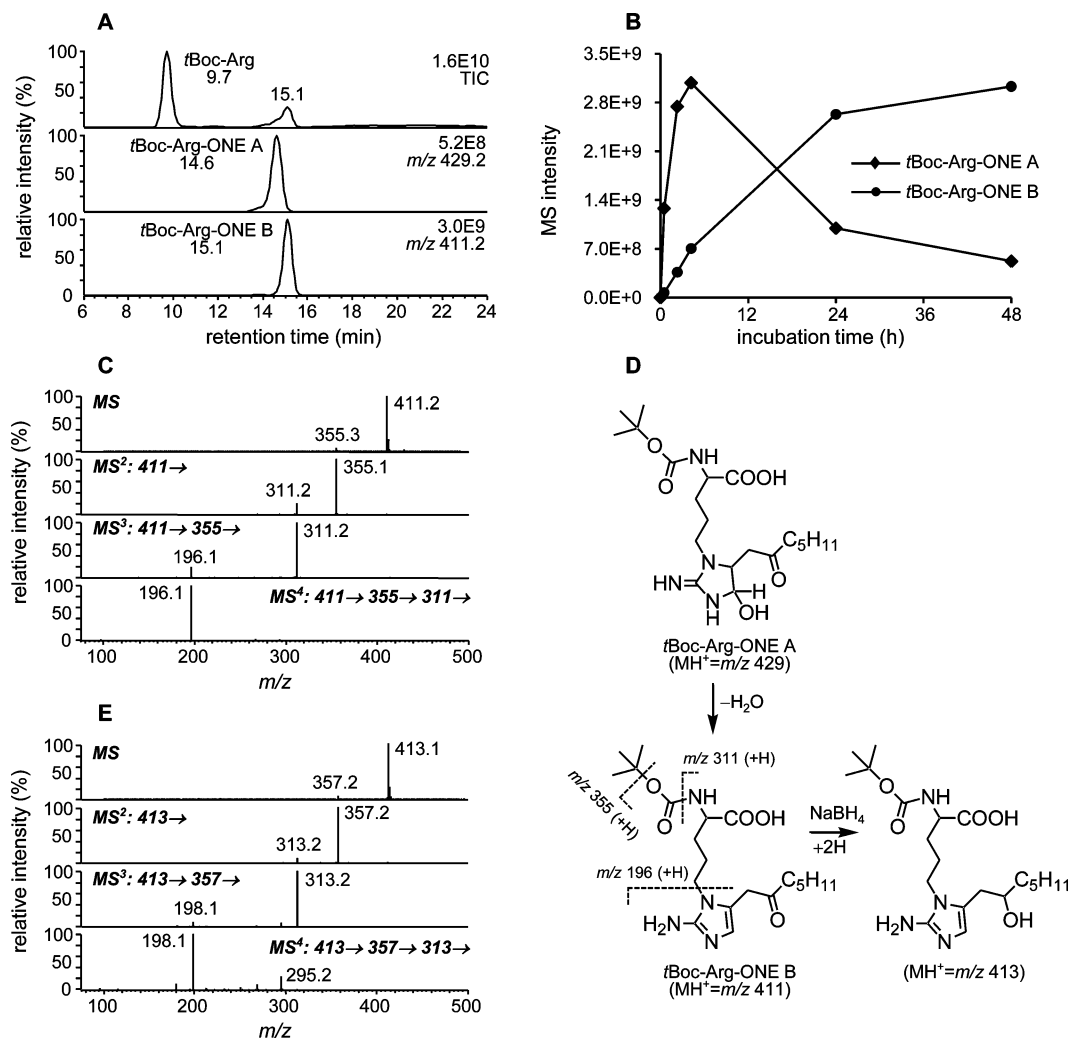 A
100
50
tBoc-Arg
9.7
15.1
1.6E10
TIC
100
50
tBoc-Arg-ONE A
14.6
5.2E8
m/z 429.2
100
50
0
tBoc-Arg-ONE B
15.1
3.0E9
m/z 411.2
6 8 10 12 14 16 18 20 22 24
retention time (min)
relative intensity (%)
B
3.5E+9
2.8E+9
2.1E+9
1.4E+9
7.0E+8
0.0E+0
MS intensity
tBoc-Arg-ONE A
tBoc-Arg-ONE B
0 12 24 36 48
incubation time (h)
C
100
50
MS
411.2
355.3
100
50
0
MS²: 411→
355.1
311.2
100
50
0
MS³: 411→ 355→
311.2
196.1
100
50
0
196.1
MS⁴: 411→ 355→ 311→
100 200 300 400 500
m/z
relative intensity (%)
D
O
NH
O
COOH
C₅H₁₁
N
O
HN
N
H
H
OH
tBoc-Arg-ONE A
(MH⁺=m/z 429)
−H₂O
m/z 355 (+H)
m/z 311 (+H)
O
NH
O
COOH
m/z 196 (+H)
C₅H₁₁
N
O
H₂N
N
tBoc-Arg-ONE B
(MH⁺=m/z 411)
NaBH₄
+2H
O
NH
O
COOH
C₅H₁₁
N
OH
H₂N
N
(MH⁺=m/z 413)
E
100
50
0
MS
413.1
357.2
100
50
0
MS²: 413→
357.2
313.2
100
50
0
MS³: 413→ 357→
313.2
198.1
100
50
0
198.1
MS⁴: 413→ 357→ 313→
295.2
100 200 300 400 500
m/z
relative intensity (%)